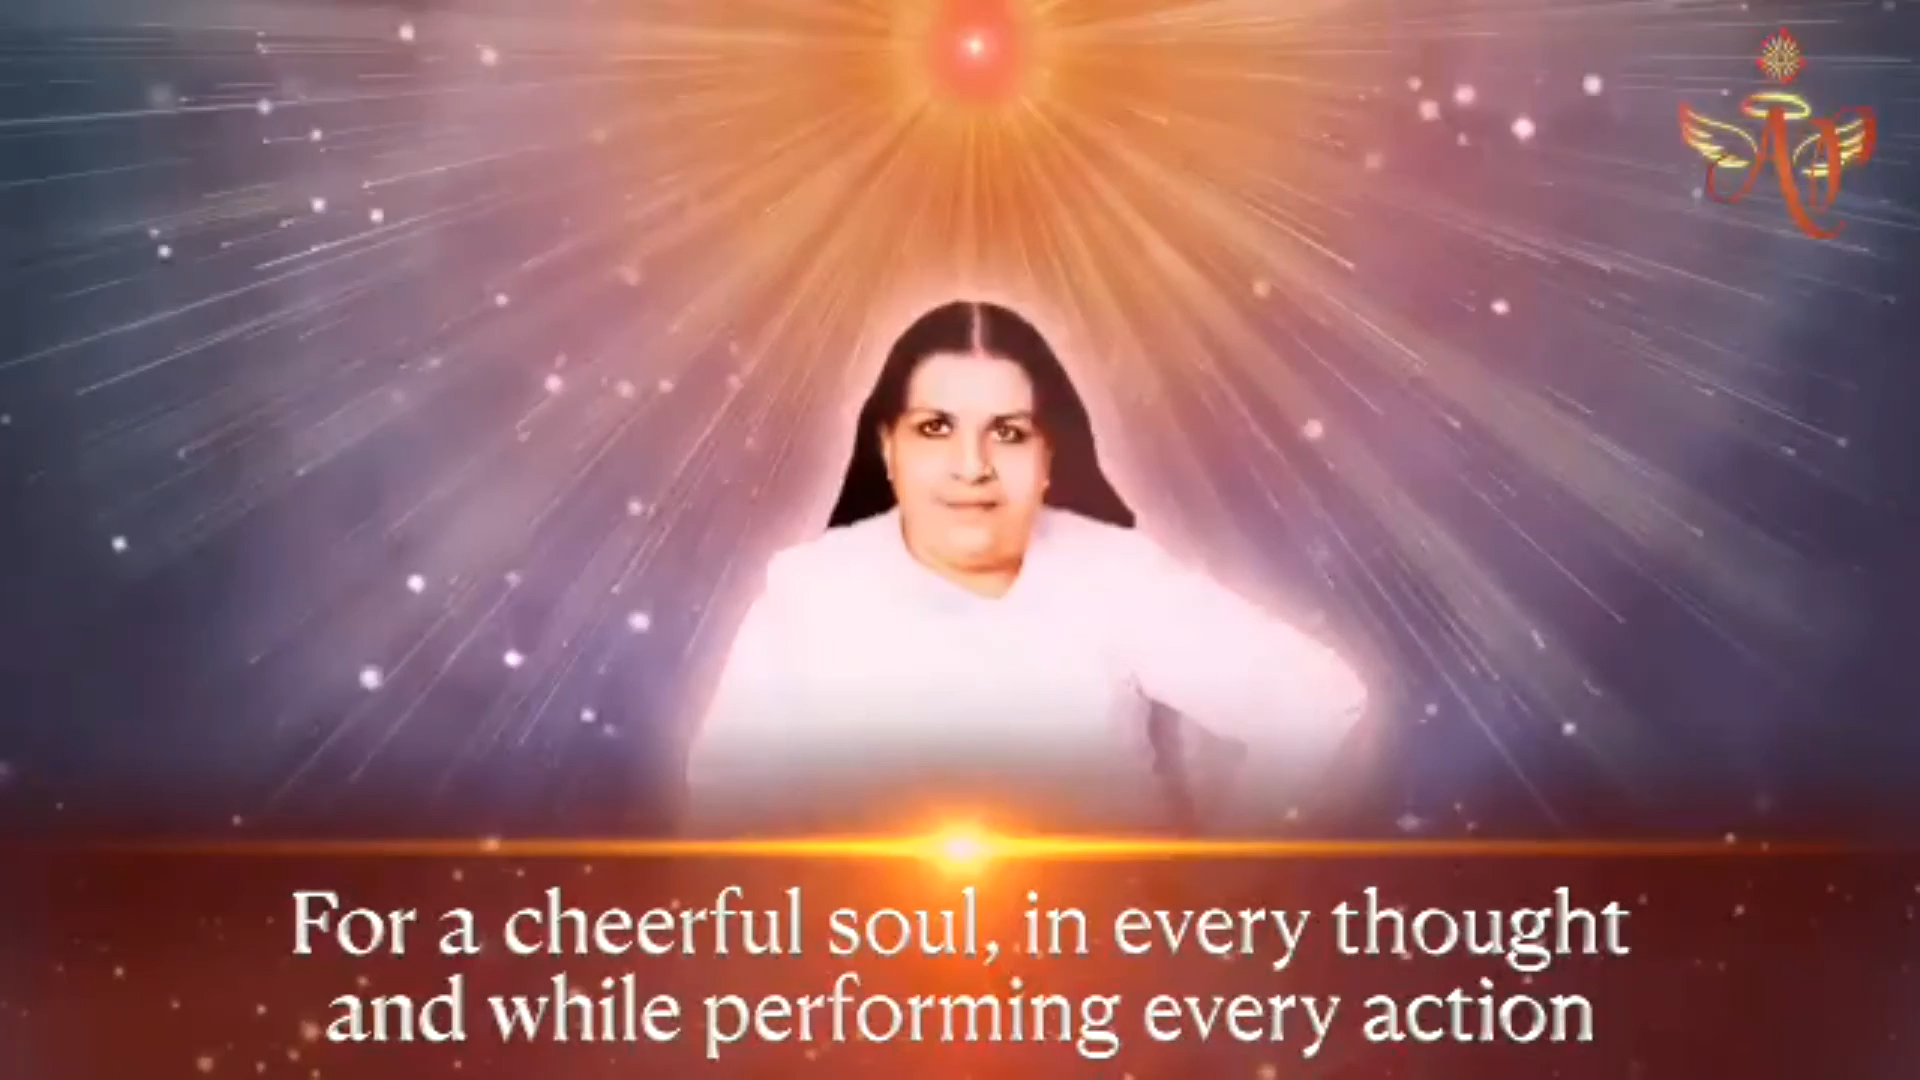 For a cheerful soul, in every thought
and while performing every action